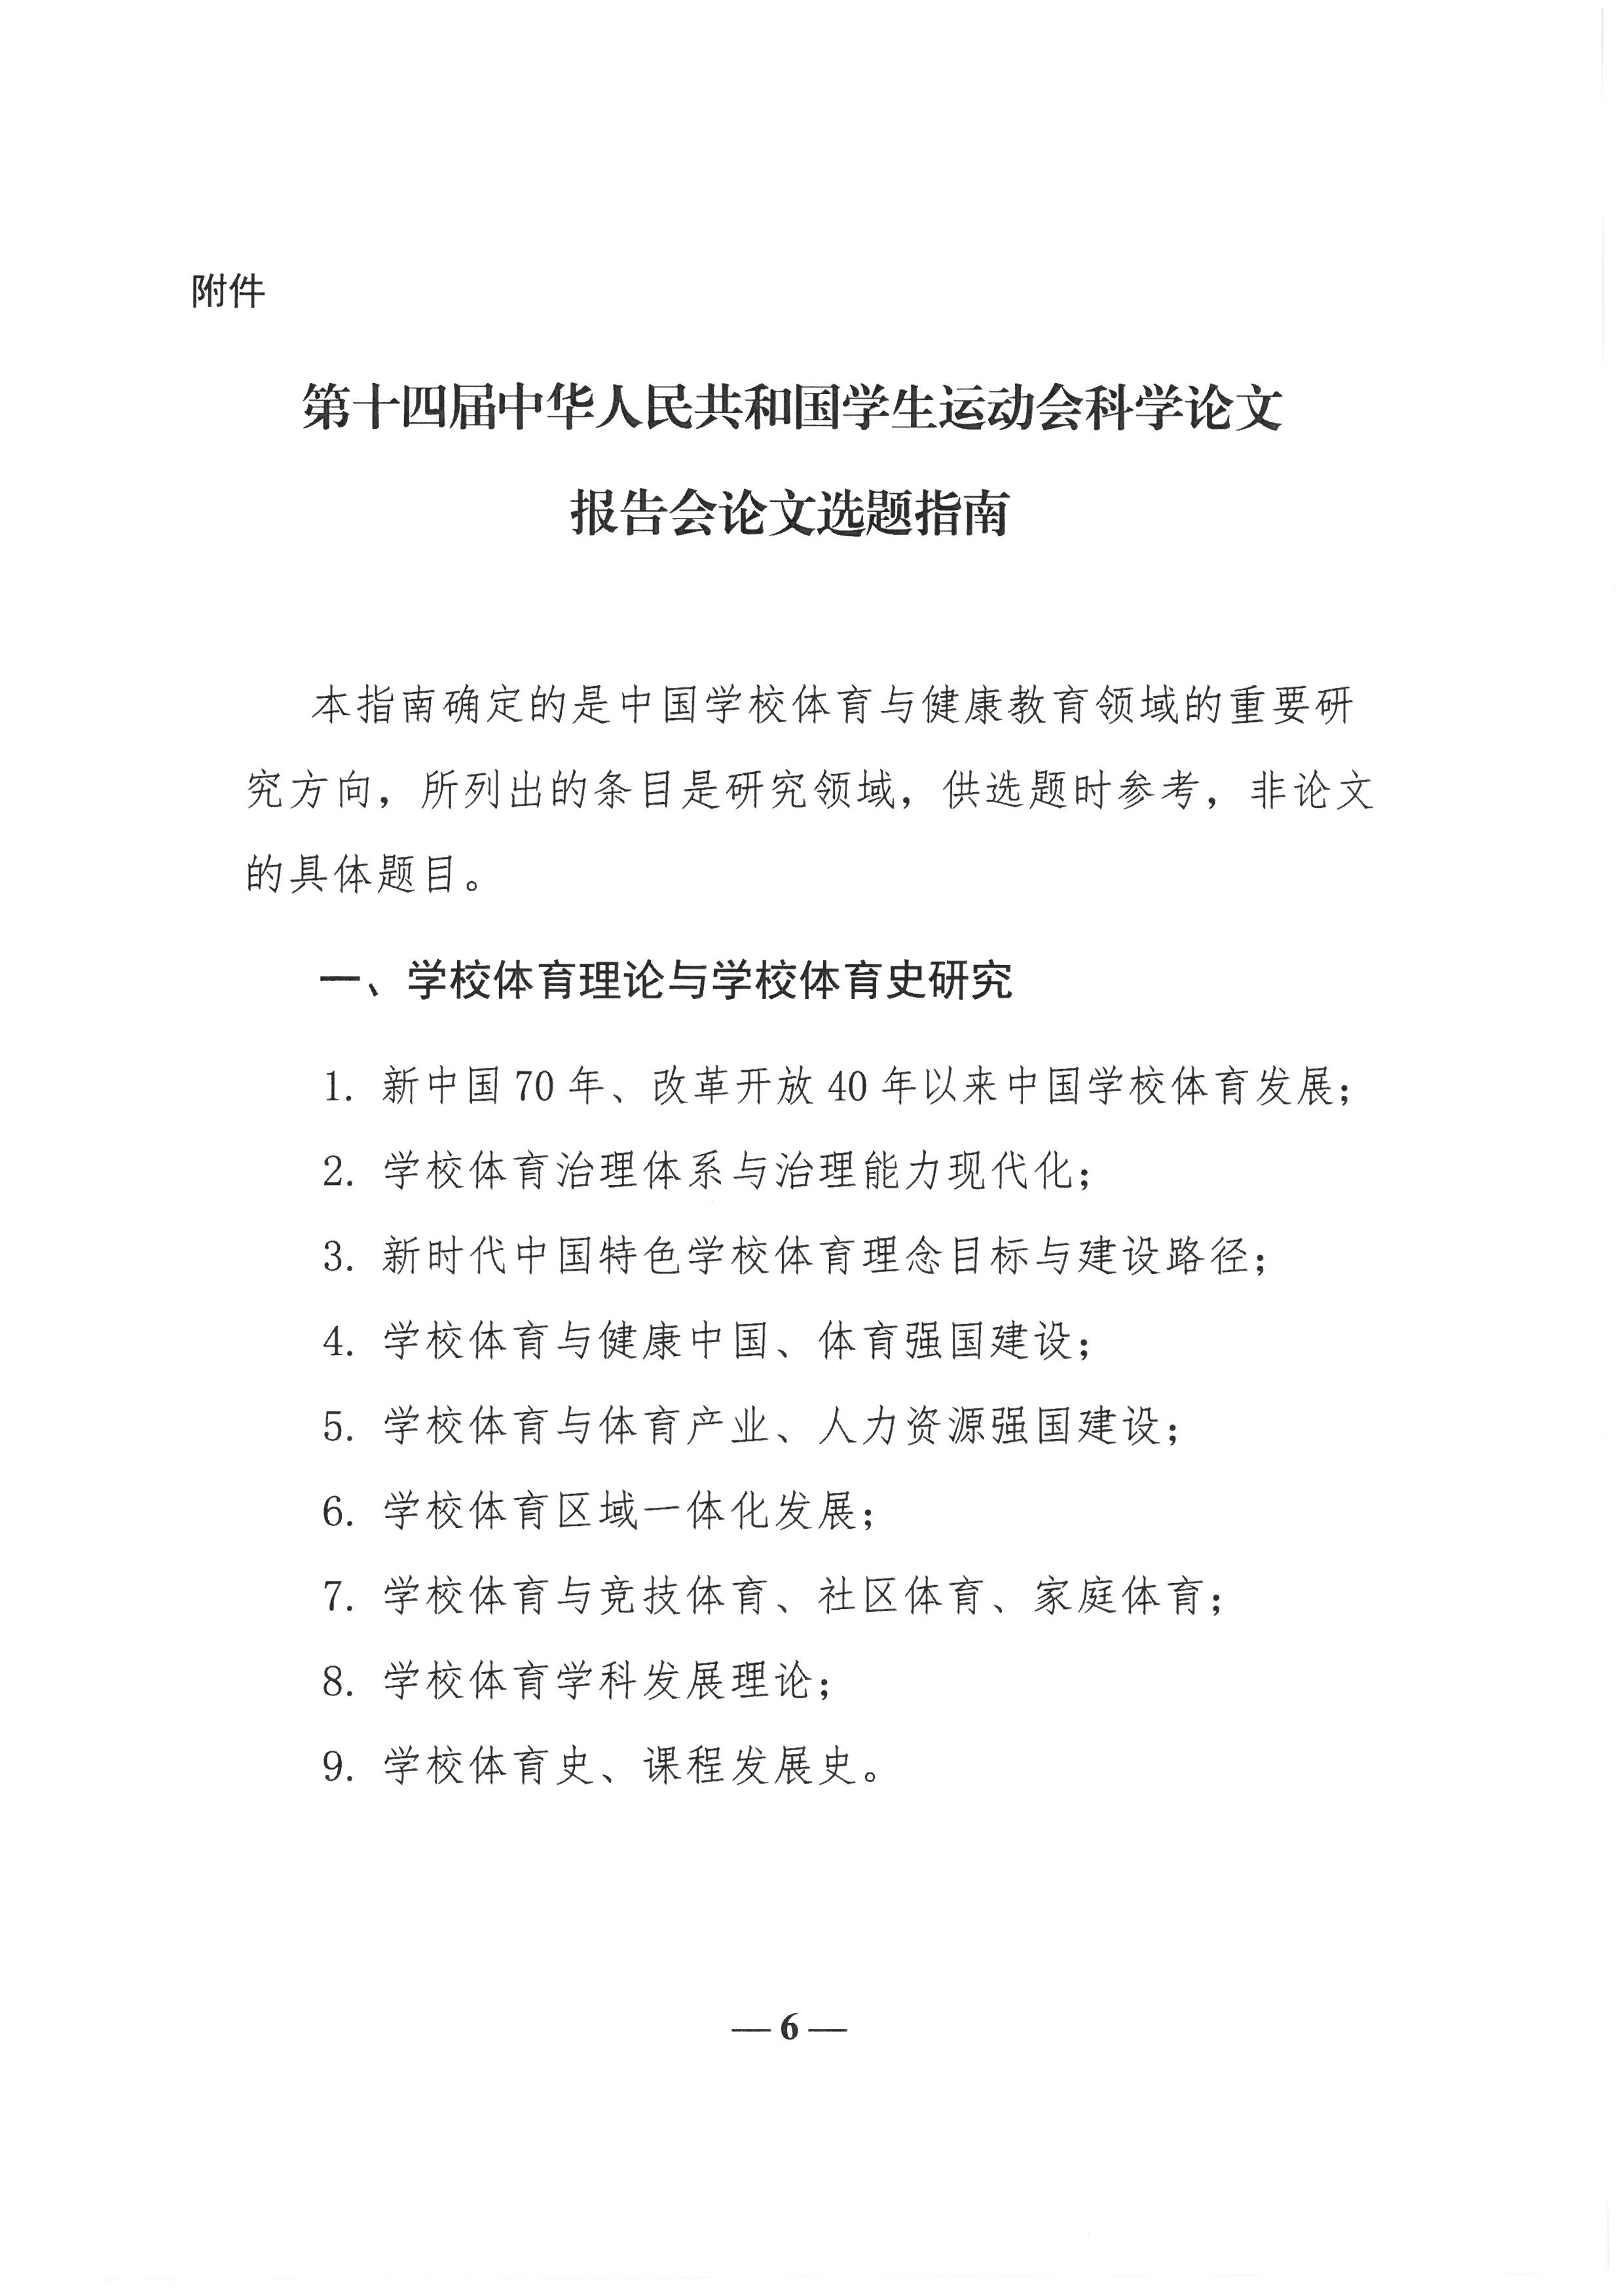 附件
第十四届中华人民共和国学生运动会科学论文
报告会论文选题指南
本指南确定的是中国学校体育与健康教育领域的重要研
究方向，所列出的条目是研究领域，供选题时参考，非论文
的具体题目。
一、学校体育理论与学校体育史研究
1. 新中国 70 年、改革开放 40 年以来中国学校体育发展；
2. 学校体育治理体系与治理能力现代化；
3. 新时代中国特色学校体育理念目标与建设路径；
4. 学校体育与健康中国、体育强国建设；
5. 学校体育与体育产业、人力资源强国建设；
6. 学校体育区域一体化发展；
7. 学校体育与竞技体育、社区体育、家庭体育；
8. 学校体育学科发展理论；
9. 学校体育史、课程发展史。
— 6 —